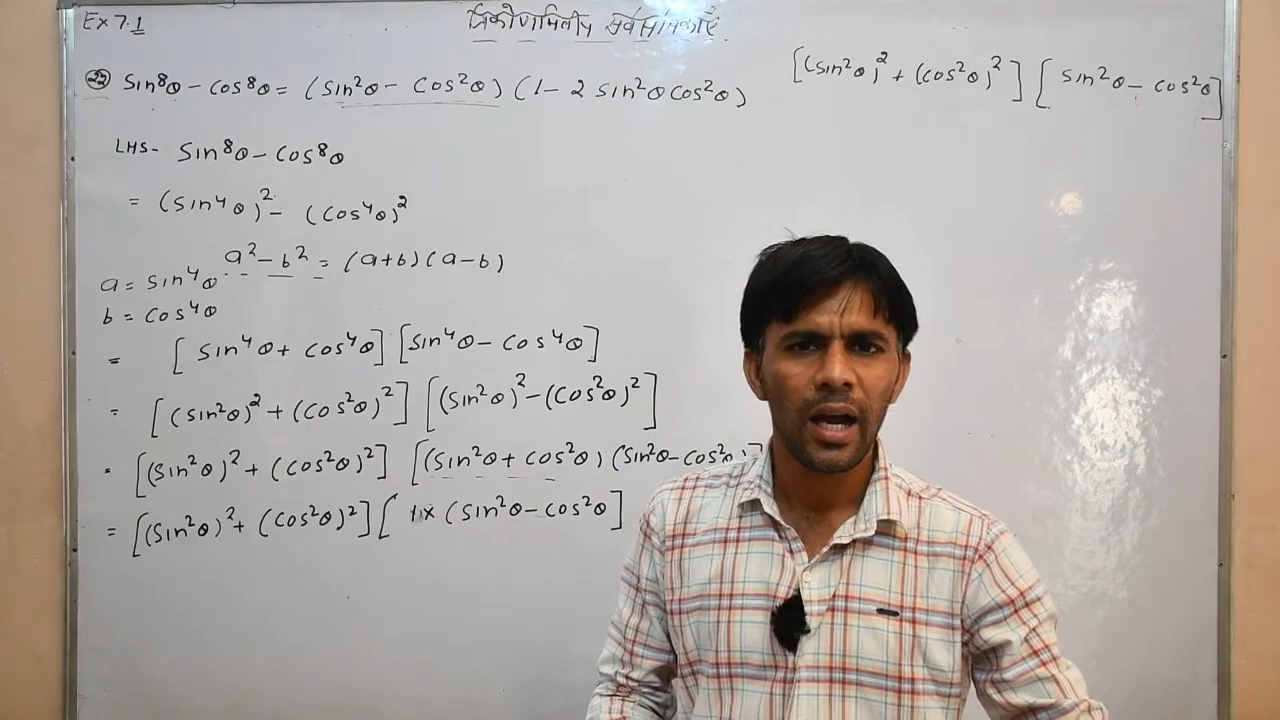 Ex 7.1
त्रिकोणमितीय सर्वसमिकाएँ
(22) Sin⁸θ - cos⁸θ = (sin²θ - cos²θ) (1 - 2 sin²θ cos²θ)
[(sin²θ)² + (cos²θ)²] [sin²θ - cos²θ]
LHS - Sin⁸θ - cos⁸θ
= (sin⁴θ)² - (cos⁴θ)²
a² - b² = (a+b)(a-b)
a = sin⁴θ
b = cos⁴θ
= [sin⁴θ + cos⁴θ] [sin⁴θ - cos⁴θ]
= [(sin²θ)² + (cos²θ)²] [(sin²θ)² - (cos²θ)²]
= [(sin²θ)² + (cos²θ)²] [(sin²θ + cos²θ) (sin²θ - cos²θ)]
= [(sin²θ)² + (cos²θ)²] [1 × (sin²θ - cos²θ]